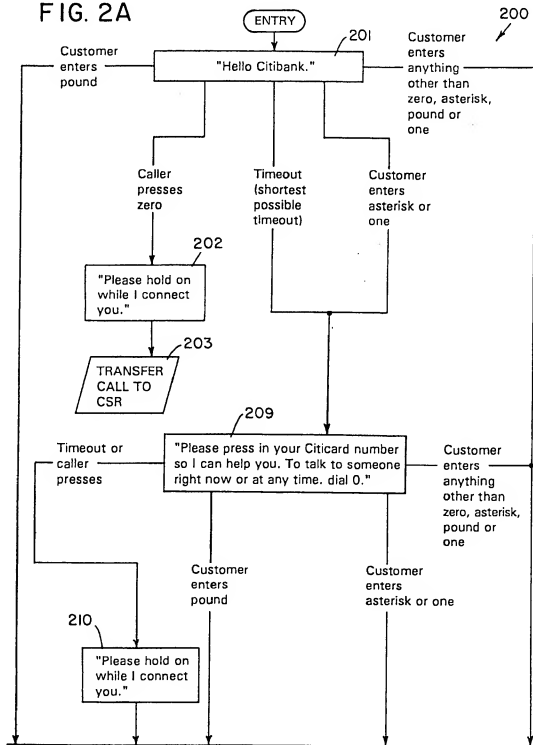 FIG. 2A
ENTRY
200
201
"Hello Citibank."
Customer
enters
pound
Customer
enters
anything
other than
zero, asterisk,
pound or
one
Caller
presses
zero
Timeout
(shortest
possible
timeout)
Customer
enters
asterisk or
one
202
"Please hold on
while I connect
you."
203
TRANSFER
CALL TO
CSR
209
"Please press in your Citicard number
so I can help you. To talk to someone
right now or at any time. dial 0."
Timeout or
caller
presses
Customer
enters
anything
other than
zero, asterisk,
pound or
one
Customer
enters
pound
Customer
enters
asterisk or one
210
"Please hold on
while I connect
you."